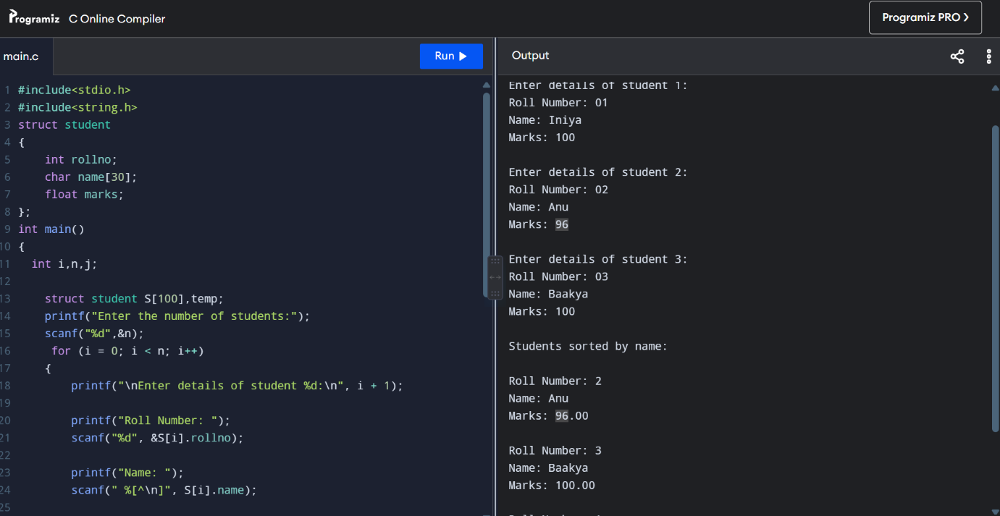 Programiz C Online Compiler
Programiz PRO >
main.c
Run
Output
1 #include<stdio.h>
2 #include<string.h>
3 struct student
4 {
5 int rollno;
6 char name[30];
7 float marks;
8 };
9 int main()
10 {
11 int i,n,j;
12
13 struct student S[100],temp;
14 printf("Enter the number of students:");
15 scanf("%d",&n);
16 for (i = 0; i < n; i++)
17 {
18 printf("\nEnter details of student %d:\n", i + 1);
19
20 printf("Roll Number: ");
21 scanf("%d", &S[i].rollno);
22
23 printf("Name: ");
24 scanf(" %[^\n]", S[i].name);
25
Enter details of student 1:
Roll Number: 01
Name: Iniya
Marks: 100
Enter details of student 2:
Roll Number: 02
Name: Anu
Marks: 96
Enter details of student 3:
Roll Number: 03
Name: Baakya
Marks: 100
Students sorted by name:
Roll Number: 2
Name: Anu
Marks: 96.00
Roll Number: 3
Name: Baakya
Marks: 100.00